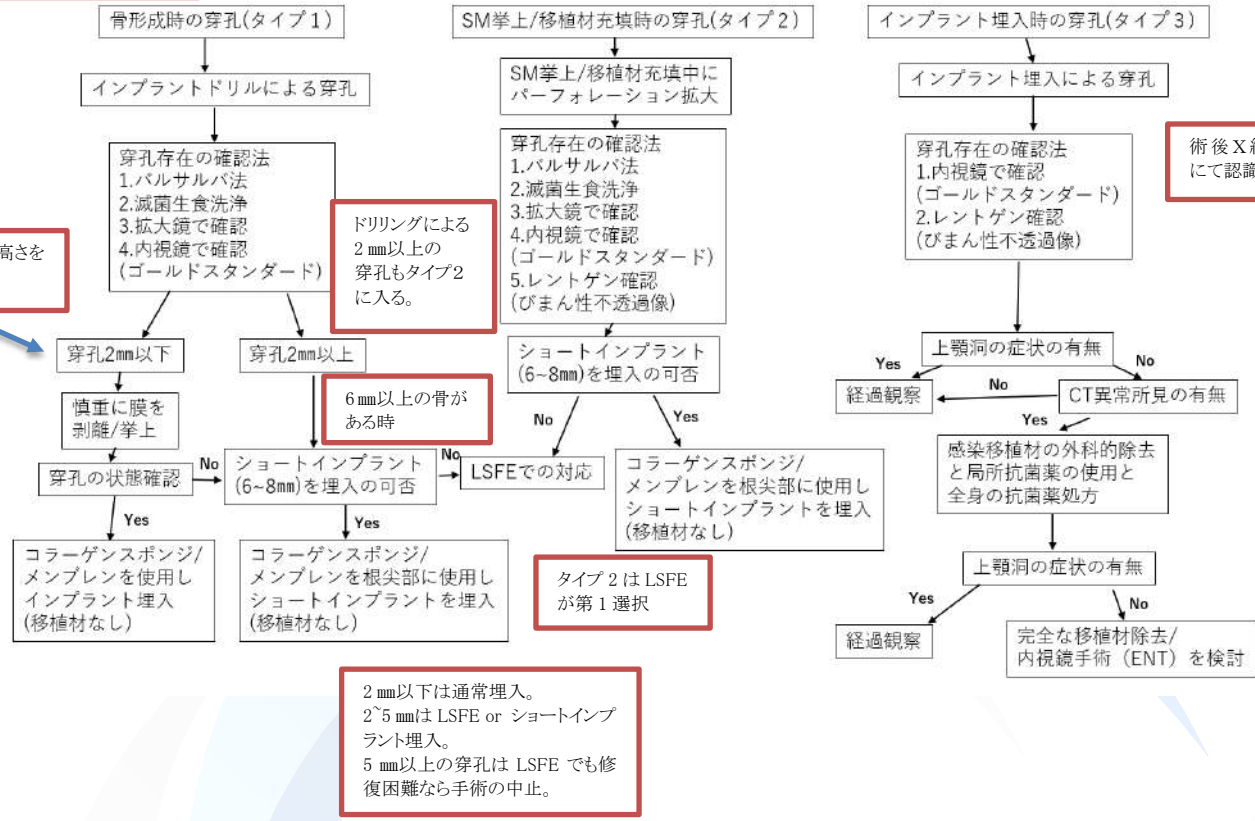 骨形成時の穿孔(タイプ1)
インプラントドリルによる穿孔
穿孔存在の確認法
1.バルサルバ法
2.滅菌生食洗浄
3.拡大鏡で確認
4.内視鏡で確認
(ゴールドスタンダード)
高さを
穿孔2㎜以下
穿孔2㎜以上
慎重に膜を
剥離/挙上
穿孔の状態確認
No
Yes
コラーゲンスポンジ/
メンブレンを使用し
インプラント埋入
(移植材なし)
ショートインプラント
(6~8㎜)を埋入の可否
No
Yes
コラーゲンスポンジ/
メンブレンを根尖部に使用し
ショートインプラントを埋入
(移植材なし)
ドリリングによる
2㎜以上の
穿孔もタイプ2
に入る。
6㎜以上の骨が
ある時
SM挙上/移植材充填時の穿孔(タイプ2)
SM挙上/移植材充填中に
パーフォレーション拡大
穿孔存在の確認法
1.バルサルバ法
2.滅菌生食洗浄
3.拡大鏡で確認
4.内視鏡で確認
(ゴールドスタンダード)
5.レントゲン確認
(びまん性不透過像)
ショートインプラント
(6~8㎜)を埋入の可否
No
Yes
LSFEでの対応
コラーゲンスポンジ/
メンブレンを根尖部に使用し
ショートインプラントを埋入
(移植材なし)
タイプ2はLSFE
が第1選択
2㎜以下は通常埋入。
2~5㎜はLSFE or ショートインプ
ラント埋入。
5㎜以上の穿孔はLSFEでも修
復困難なら手術の中止。
インプラント埋入時の穿孔(タイプ3)
インプラント埋入による穿孔
穿孔存在の確認法
1.内視鏡で確認
(ゴールドスタンダード)
2.レントゲン確認
(びまん性不透過像)
術後X
にて認
上顎洞の症状の有無
Yes
No
経過観察
No
CT異常所見の有無
Yes
感染移植材の外科的除去
と局所抗菌薬の使用と
全身の抗菌薬処方
上顎洞の症状の有無
Yes
No
経過観察
完全な移植材除去/
内視鏡手術（ENT）を検討